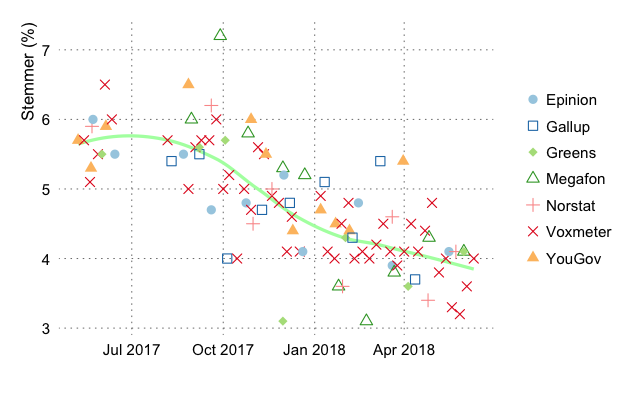 Stemmer (%)
7
6
5
4
3
Jul 2017
Oct 2017
Jan 2018
Apr 2018
Epinion
Gallup
Greens
Megafon
Norstat
Voxmeter
YouGov